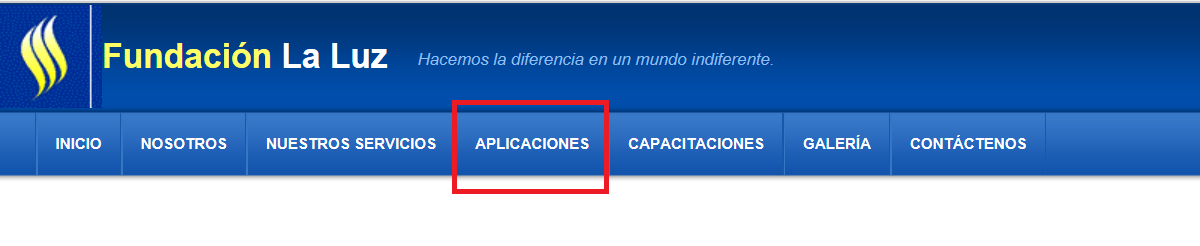 Fundación La Luz Hacemos la diferencia en un mundo indiferente.
INICIO NOSOTROS NUESTROS SERVICIOS APLICACIONES CAPACITACIONES GALERÍA CONTÁCTENOS